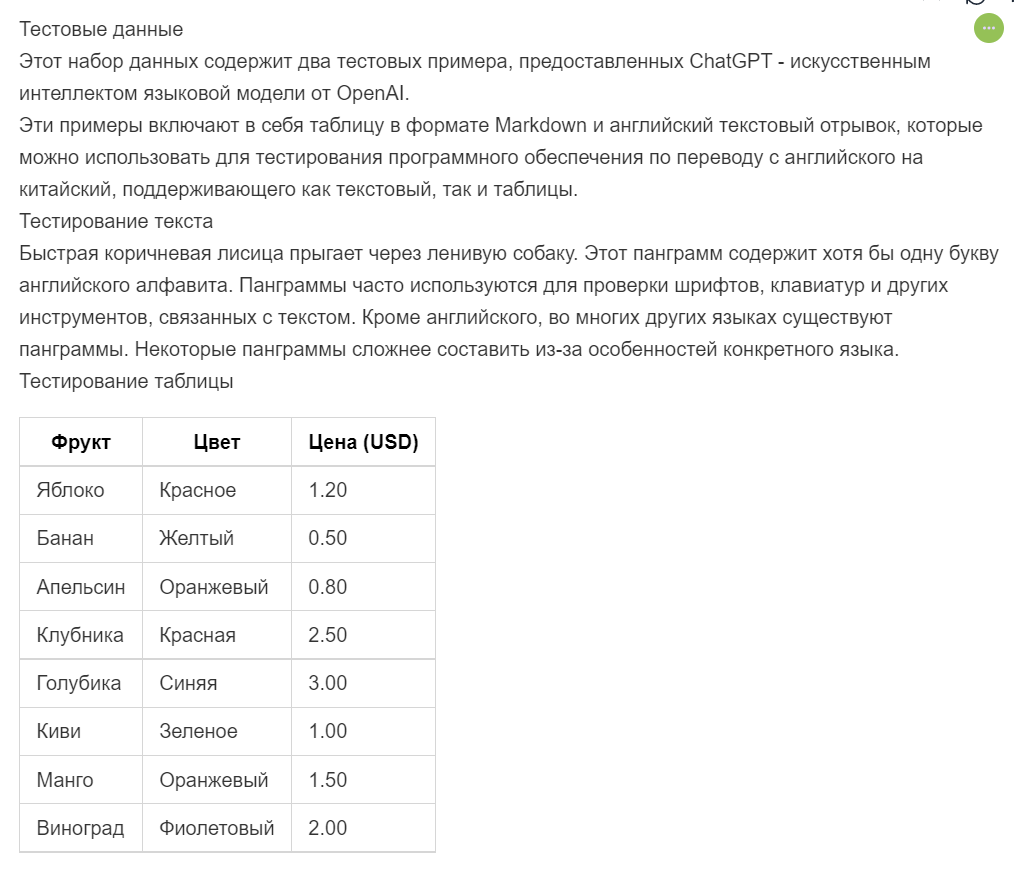 Тестовые данные
Этот набор данных содержит два тестовых примера, предоставленных ChatGPT - искусственным
интеллектом языковой модели от OpenAI.
Эти примеры включают в себя таблицу в формате Markdown и английский текстовый отрывок, которые
можно использовать для тестирования программного обеспечения по переводу с английского на
китайский, поддерживающего как текстовый, так и таблицы.
Тестирование текста
Быстрая коричневая лисица прыгает через ленивую собаку. Этот панграмм содержит хотя бы одну букву
английского алфавита. Панграммы часто используются для проверки шрифтов, клавиатур и других
инструментов, связанных с текстом. Кроме английского, во многих других языках существуют
панграммы. Некоторые панграммы сложнее составить из-за особенностей конкретного языка.
Тестирование таблицы
Фрукт Цвет Цена (USD)
Яблоко Красное 1.20
Банан Желтый 0.50
Апельсин Оранжевый 0.80
Клубника Красная 2.50
Голубика Синяя 3.00
Киви Зеленое 1.00
Манго Оранжевый 1.50
Виноград Фиолетовый 2.00